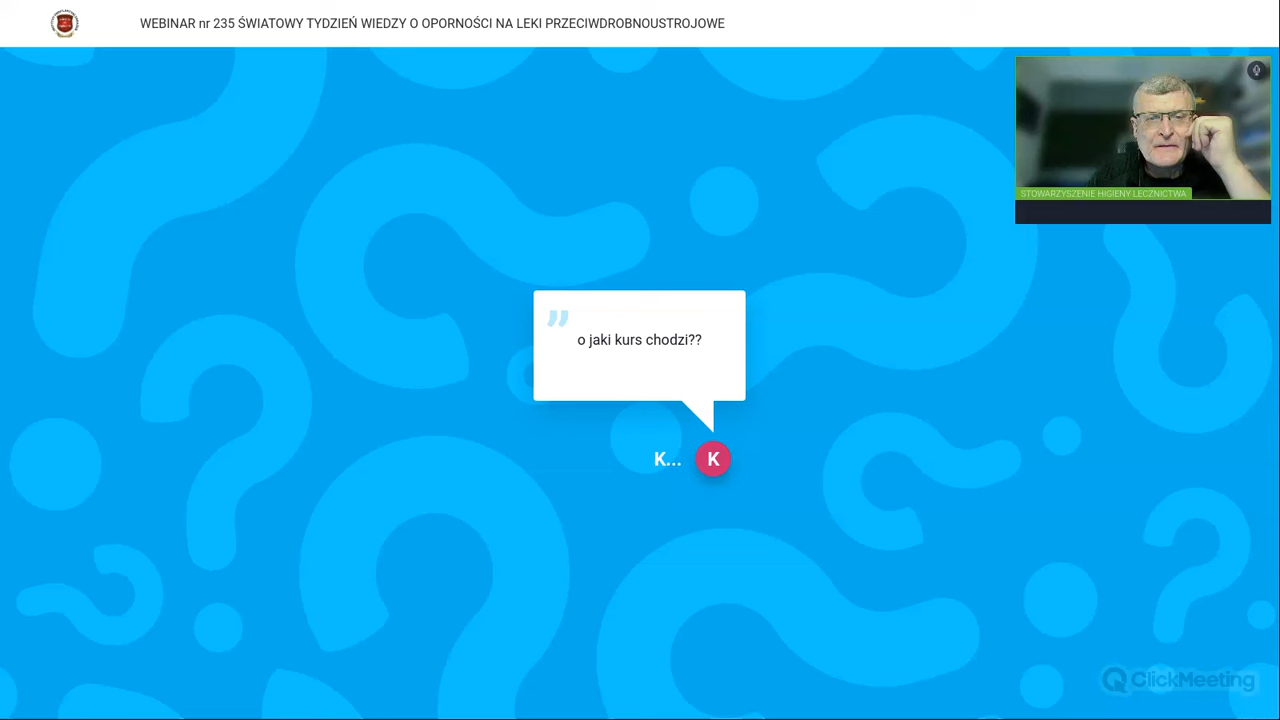 WEBINAR nr 235 ŚWIATOWY TYDZIEŃ WIEDZY O OPORNOŚCI NA LEKI PRZECIWDROBNOUSTROJOWE
STOWARZYSZENIE HIGIENY LECZNICTWA
”
o jaki kurs chodzi??
K... K
ClickMeeting